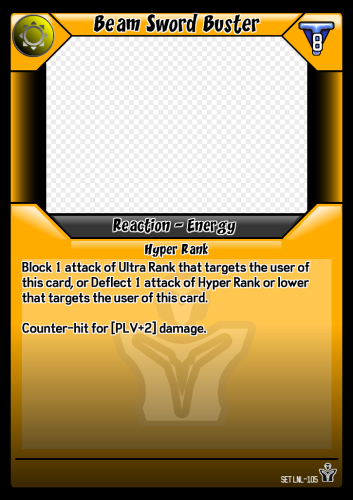 Beam Sword Buster
8
Reaction - Energy
Hyper Rank
Block 1 attack of Ultra Rank that targets the user of
this card, or Deflect 1 attack of Hyper Rank or lower
that targets the user of this card.
Counter-hit for [PLV+2] damage.
SET LNL-105